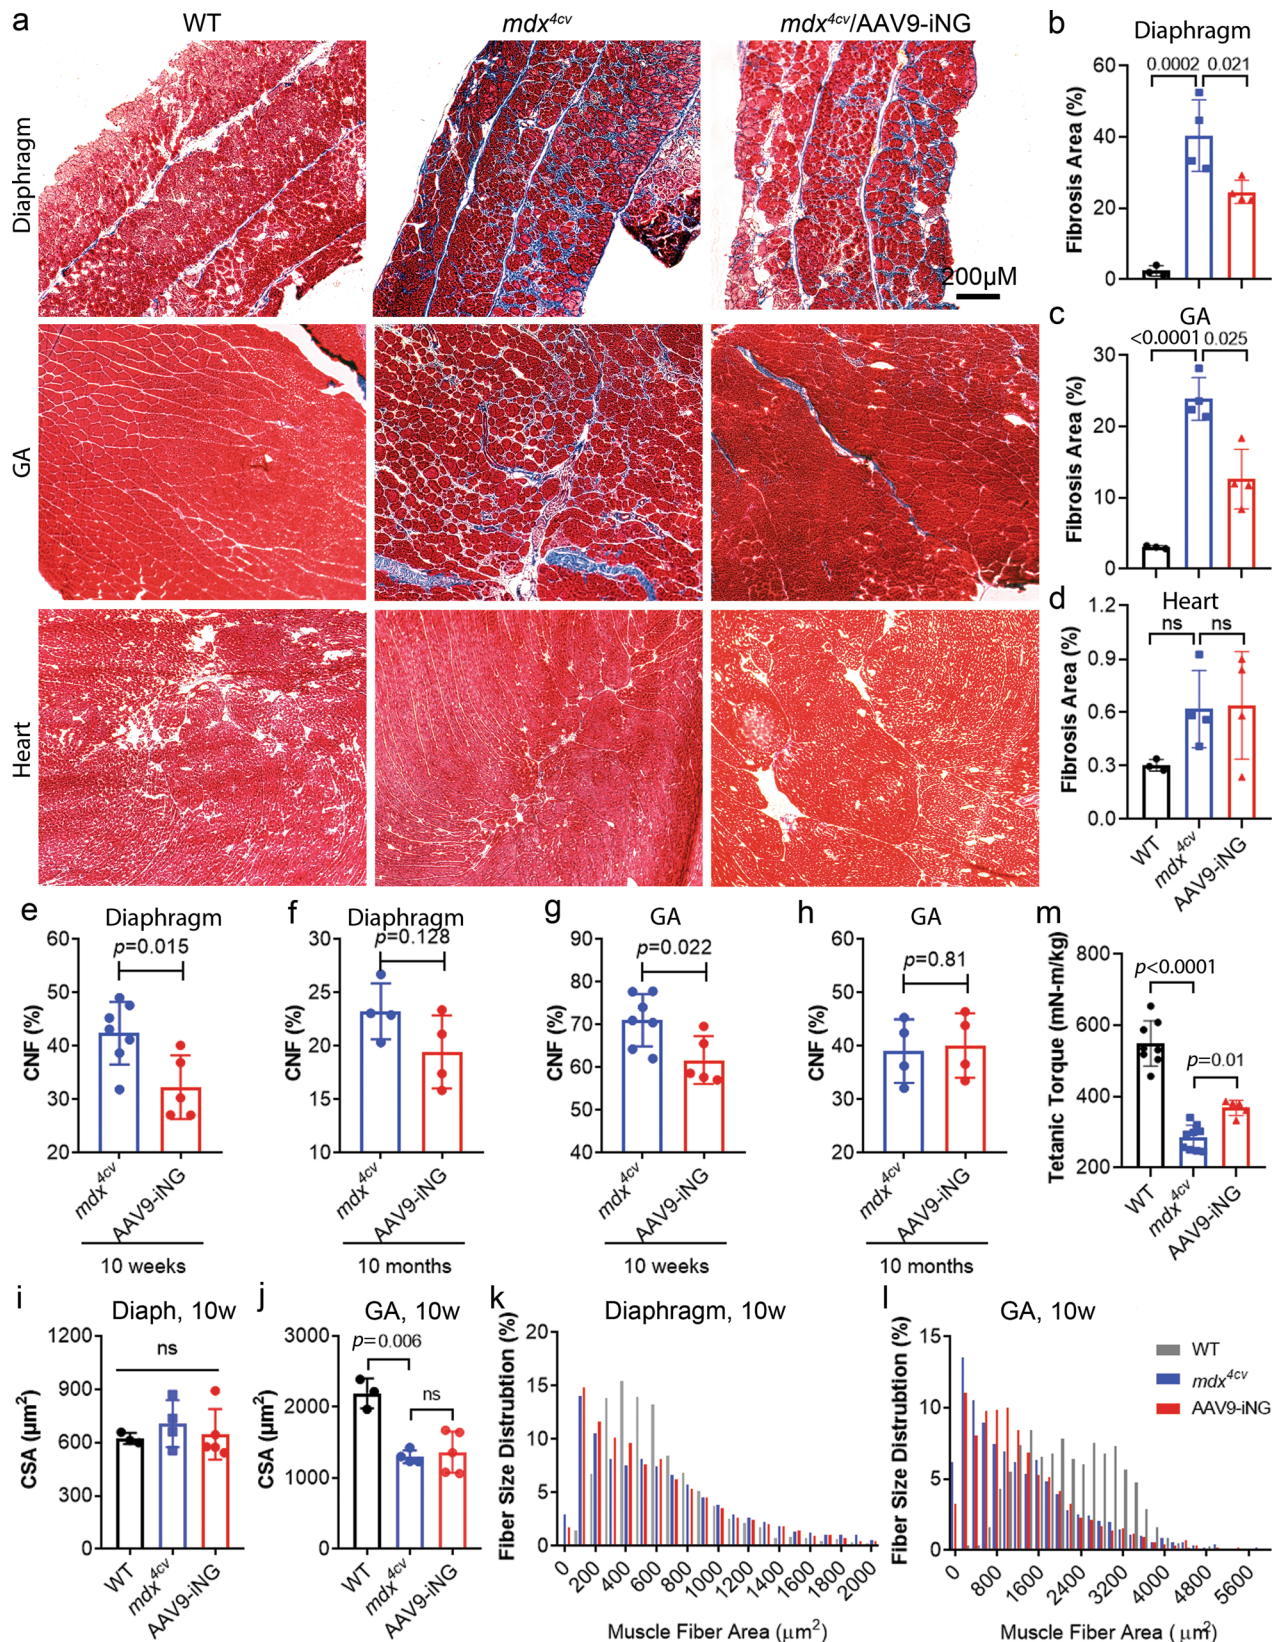 a
WT
mdx4cv
mdx4cv/AAV9-iNG
Diaphragm
200μM
GA
Heart
b
Diaphragm
0.0002
0.021
Fibrosis Area (%)
60
40
20
0
c
GA
<0.0001
0.025
Fibrosis Area (%)
30
20
10
0
d
Heart
ns
ns
Fibrosis Area (%)
1.2
0.9
0.6
0.3
0.0
WT
mdx4cv
AAV9-iNG
e
Diaphragm
p=0.015
CNF (%)
60
50
40
30
20
mdx4cv
AAV9-iNG
10 weeks
f
Diaphragm
p=0.128
CNF (%)
30
25
20
15
10
mdx4cv
AAV9-iNG
10 months
g
GA
p=0.022
CNF (%)
90
80
70
60
50
40
mdx4cv
AAV9-iNG
10 weeks
h
GA
p=0.81
CNF (%)
60
50
40
30
20
mdx4cv
AAV9-iNG
10 months
m
Tetanic Torque (mN-m/kg)
p<0.0001
p=0.01
800
600
400
200
WT
mdx4cv
AAV9-iNG
i
Diaph, 10w
ns
CSA (μm2)
1200
900
600
300
0
WT
mdx4cv
AAV9-iNG
j
GA, 10w
p=0.006
ns
CSA (μm2)
3000
2000
1000
0
WT
mdx4cv
AAV9-iNG
k
Diaphragm, 10w
Fiber Size Distrubtion (%)
20
15
10
5
0
0 200 400 600 800 1000 1200 1400 1600 1800 2000
Muscle Fiber Area (μm2)
l
GA, 10w
Fiber Size Distrubtion (%)
15
10
5
0
0 800 1600 2400 3200 4000 4800 5600
Muscle Fiber Area (μm2)
WT
mdx4cv
AAV9-iNG